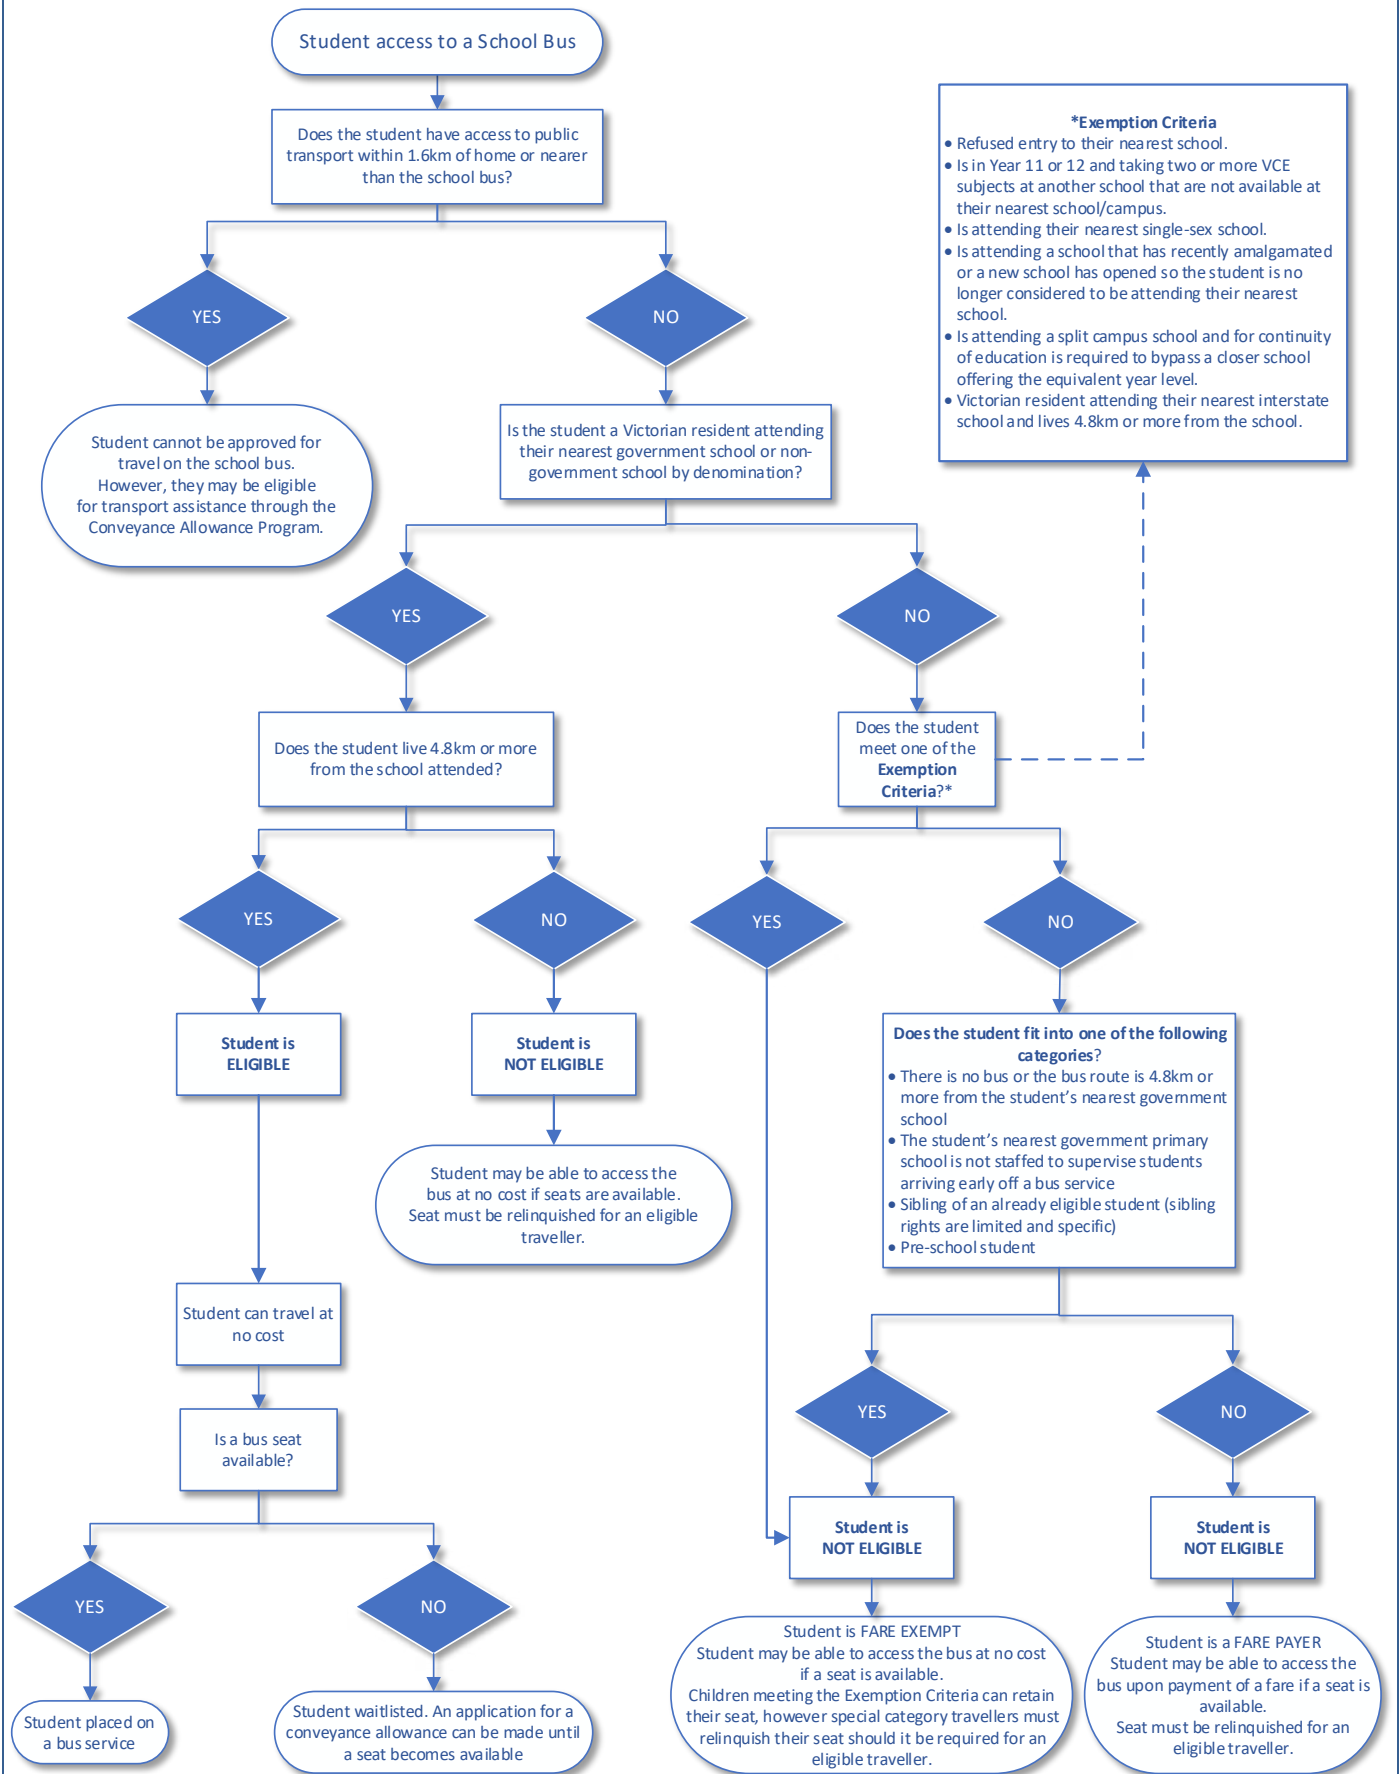 Student access to a School Bus
Does the student have access to public
transport within 1.6km of home or nearer
than the school bus?
*Exemption Criteria
• Refused entry to their nearest school.
• Is in Year 11 or 12 and taking two or more VCE
subjects at another school that are not available at
their nearest school/campus.
• Is attending their nearest single-sex school.
• Is attending a school that has recently amalgamated
or a new school has opened so the student is no
longer considered to be attending their nearest
school.
• Is attending a split campus school and for continuity
of education is required to bypass a closer school
offering the equivalent year level.
• Victorian resident attending their nearest interstate
school and lives 4.8km or more from the school.
YES
NO
Student cannot be approved for
travel on the school bus.
However, they may be eligible
for transport assistance through the
Conveyance Allowance Program.
Is the student a Victorian resident attending
their nearest government school or non-
government school by denomination?
YES
NO
Does the student live 4.8km or more
from the school attended?
Does the student
meet one of the
Exemption
Criteria?*
YES
NO
YES
NO
Student is
ELIGIBLE
Student is
NOT ELIGIBLE
Does the student fit into one of the following
categories?
• There is no bus or the bus route is 4.8km or
more from the student's nearest government
school
• The student's nearest government primary
school is not staffed to supervise students
arriving early off a bus service
• Sibling of an already eligible student (sibling
rights are limited and specific)
• Pre-school student
Student may be able to access the
bus at no cost if seats are available.
Seat must be relinquished for an eligible
traveller.
Student can travel at
no cost
Is a bus seat
available?
YES
NO
YES
NO
Student is
NOT ELIGIBLE
Student is
NOT ELIGIBLE
Student placed on
a bus service
Student waitlisted. An application for a
conveyance allowance can be made until
a seat becomes available
Student is FARE EXEMPT
Student may be able to access the bus at no cost
if a seat is available.
Children meeting the Exemption Criteria can retain
their seat, however special category travellers must
relinquish their seat should it be required for an
eligible traveller.
Student is a FARE PAYER
Student may be able to access the
bus upon payment of a fare if a seat is
available.
Seat must be relinquished for an
eligible traveller.